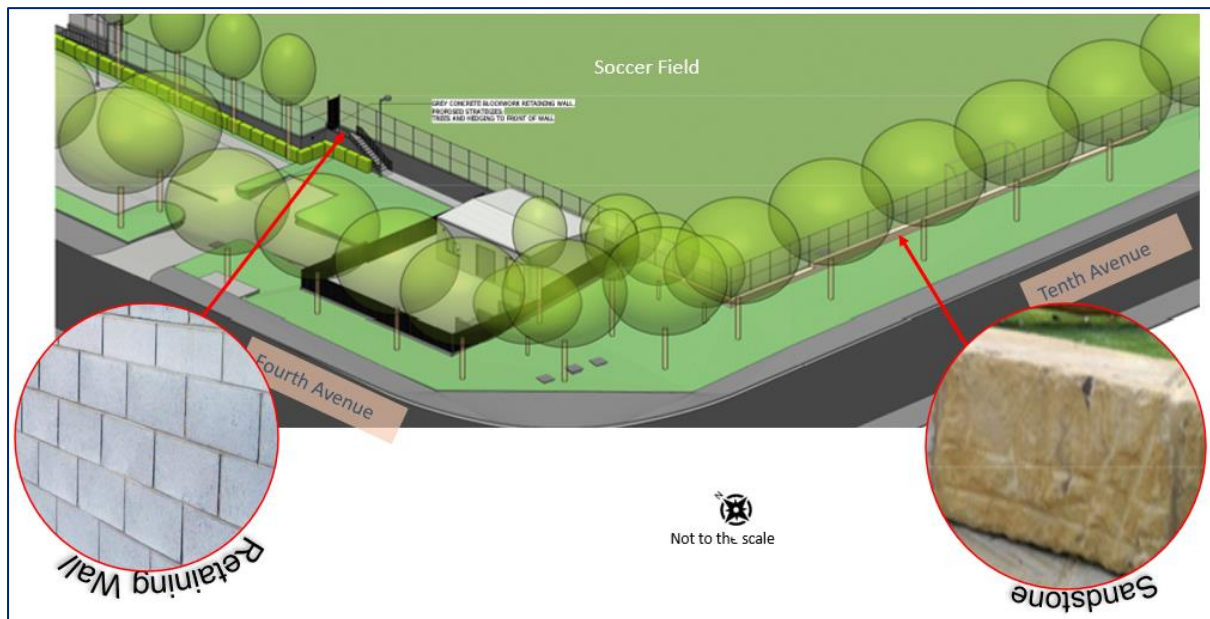 Soccer Field
GREY CONCRETE BLOCKWORK RETAINING WALL.
PROPOSED STRATEGIES:
TREES AND HEDGING TO FRONT OF WALL
Tenth Avenue
Fourth Avenue
N
Not to the scale
Retaining Wall
Sandstone